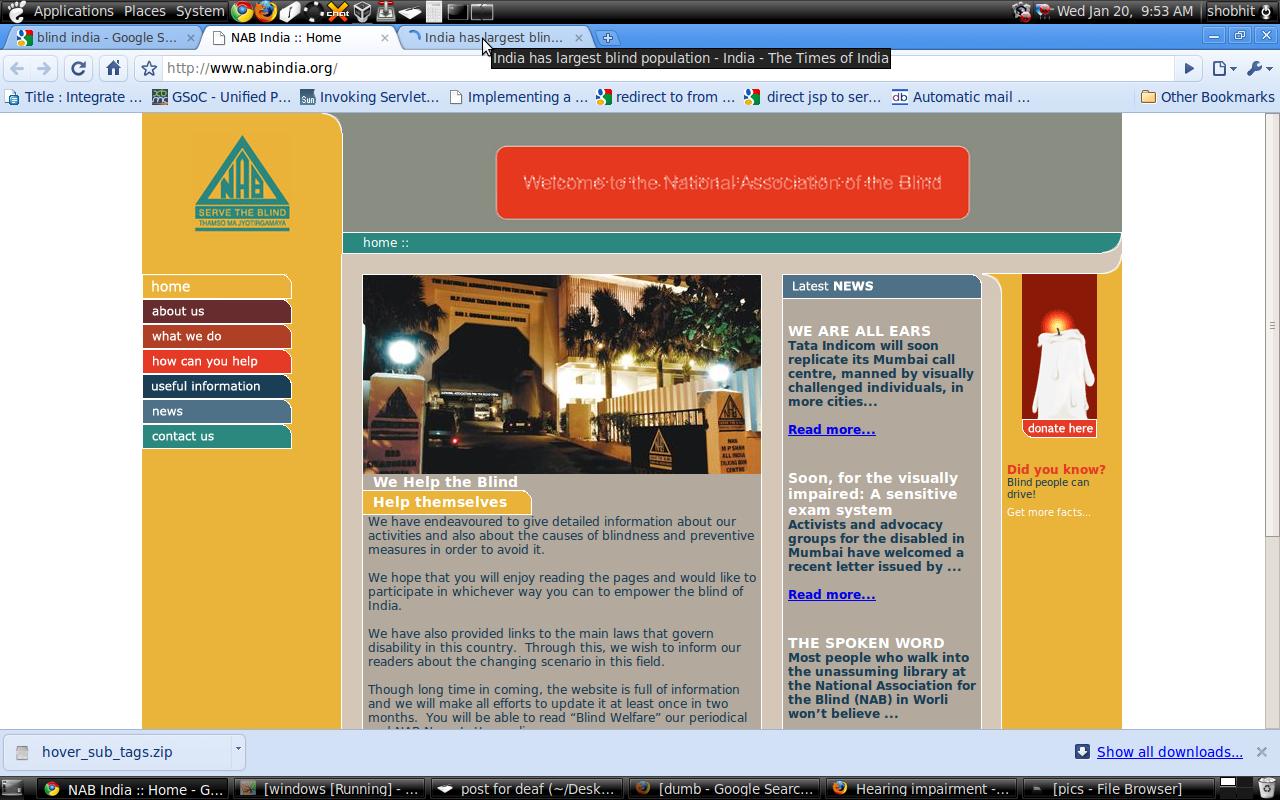 Applications Places System
Wed Jan 20, 9:53 AM shobhit
blind india - Google S...
NAB India :: Home
India has largest blin...
India has largest blind population - India - The Times of India
http://www.nabindia.org/
Title : Integrate ...
GSoC - Unified P...
Invoking Servlet...
Implementing a ...
redirect to from ...
direct jsp to ser...
Automatic mail ...
Other Bookmarks
NAB
SERVE THE BLIND
THAMSO MA JYOTIRGAMAYA
Welcome to the National Association of the Blind
home ::
home
about us
what we do
how can you help
useful information
news
contact us
We Help the Blind
Help themselves
We have endeavoured to give detailed information about our
activities and also about the causes of blindness and preventive
measures in order to avoid it.
We hope that you will enjoy reading the pages and would like to
participate in whichever way you can to empower the blind of
India.
We have also provided links to the main laws that govern
disability in this country. Through this, we wish to inform our
readers about the changing scenario in this field.
Though long time in coming, the website is full of information
and we will make all efforts to update it at least once in two
months. You will be able to read “Blind Welfare” our periodical
Latest NEWS
WE ARE ALL EARS
Tata Indicom will soon
replicate its Mumbai call
centre, manned by visually
challenged individuals, in
more cities...
Read more...
Soon, for the visually
impaired: A sensitive
exam system
Activists and advocacy
groups for the disabled in
Mumbai have welcomed a
recent letter issued by ...
Read more...
THE SPOKEN WORD
Most people who walk into
the unassuming library at
the National Association for
the Blind (NAB) in Worli
won’t believe ...
donate here
Did you know?
Blind people can
drive!
Get more facts...
hover_sub_tags.zip
Show all downloads...
NAB India :: Home - G...
[windows [Running] - ...
post for deaf (~/Desk...
[dumb - Google Searc...
Hearing impairment -...
[pics - File Browser]